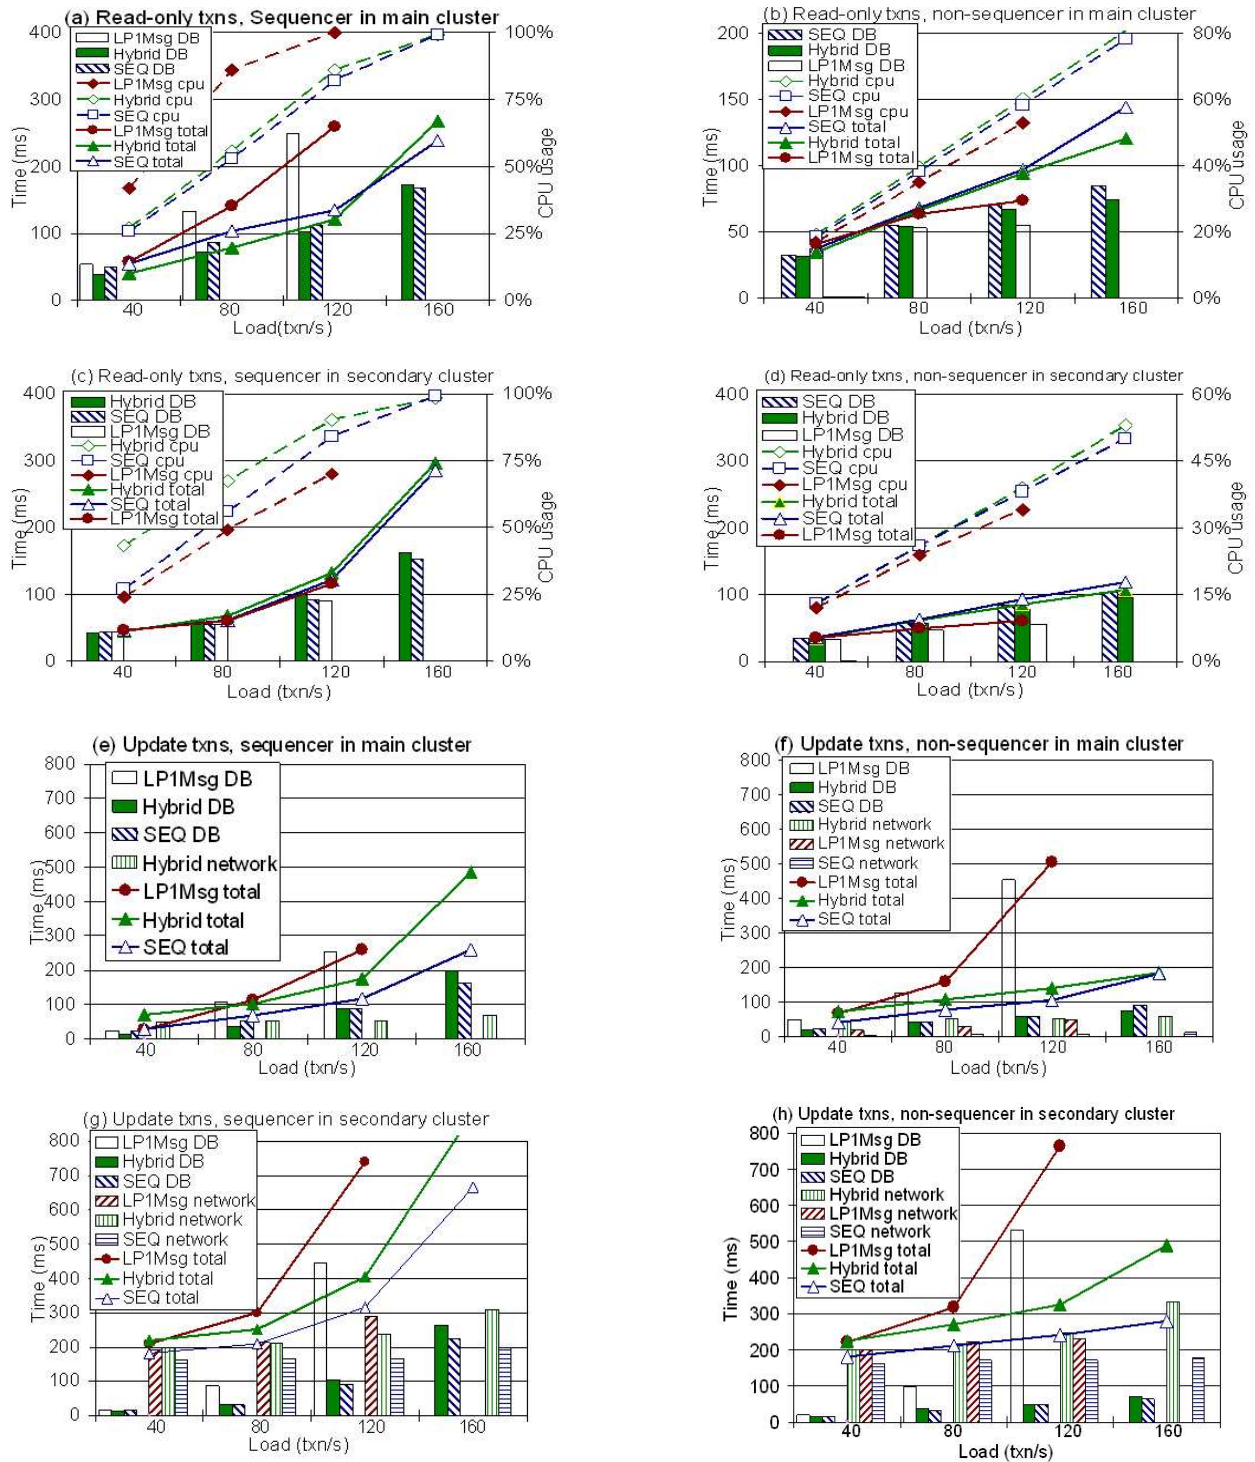 (a) Read-only txns, Sequencer in main cluster
400
300
200
100
0
Time (ms)
LP1Msg DB
Hybrid DB
SEQ DB
LP1Msg cpu
Hybrid cpu
SEQ cpu
LP1Msg total
Hybrid total
SEQ total
100%
75%
50%
25%
0%
CPU usage
40 80 120 160
Load(txn/s)
(b) Read-only txns, non-sequencer in main cluster
200
150
100
50
0
Time (ms)
SEQ DB
Hybrid DB
LP1Msg DB
Hybrid cpu
SEQ cpu
LP1Msg cpu
SEQ total
Hybrid total
LP1Msg total
80%
60%
40%
20%
0%
CPU usage
40 80 120 160
Load (txn/s)
(c) Read-only txns, sequencer in secondary cluster
400
300
200
100
0
Time (ms)
Hybrid DB
SEQ DB
LP1Msg DB
Hybrid cpu
SEQ cpu
LP1Msg cpu
Hybrid total
SEQ total
LP1Msg total
100%
75%
50%
25%
0%
CPU usage
40 80 120 160
Load (txn/s)
(d) Read-only txns, non-sequencer in secondary cluster
400
300
200
100
0
Time (ms)
SEQ DB
Hybrid DB
LP1Msg DB
Hybrid cpu
SEQ cpu
LP1Msg cpu
Hybrid total
SEQ total
LP1Msg total
60%
45%
30%
15%
0%
CPU usage
40 80 120 160
Load (txn/s)
(e) Update txns, sequencer in main cluster
800
700
600
500
400
300
200
100
0
Time (ms)
LP1Msg DB
Hybrid DB
SEQ DB
Hybrid network
LP1Msg total
Hybrid total
SEQ total
40 80 120 160
Load (txn/s)
(f) Update txns, non-sequencer in main cluster
800
700
600
500
400
300
200
100
0
Time (ms)
LP1Msg DB
Hybrid DB
SEQ DB
Hybrid network
LP1Msg network
SEQ network
LP1Msg total
Hybrid total
SEQ total
40 80 120 160
Load (txn/s)
(g) Update txns, sequencer in secondary cluster
800
700
600
500
400
300
200
100
0
Time (ms)
LP1Msg DB
Hybrid DB
SEQ DB
LP1Msg network
Hybrid network
SEQ network
LP1Msg total
Hybrid total
SEQ total
40 80 120 160
Load (txn/s)
(h) Update txns, non-sequencer in secondary cluster
800
700
600
500
400
300
200
100
0
Time (ms)
LP1Msg DB
Hybrid DB
SEQ DB
Hybrid network
LP1Msg network
SEQ network
LP1Msg total
Hybrid total
SEQ total
40 80 120 160
Load (txn/s)